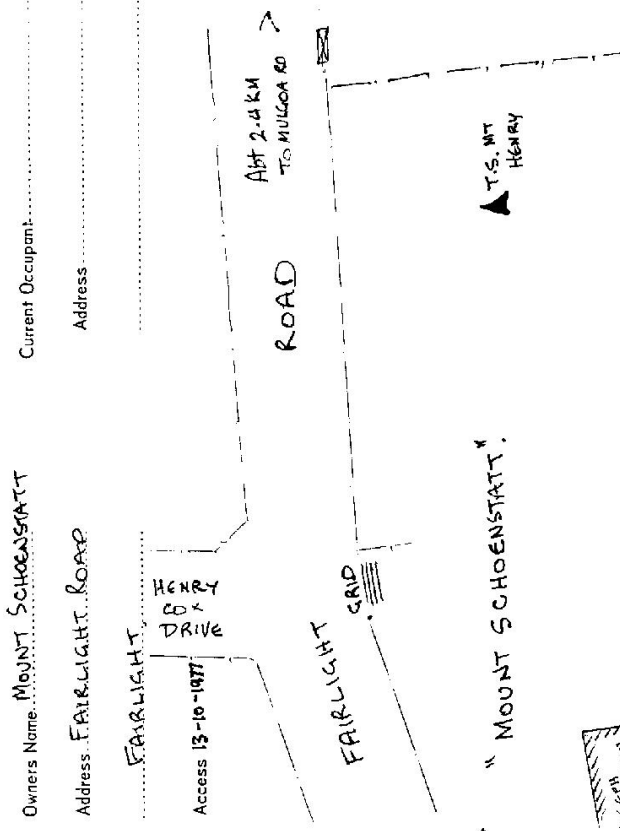 Owners Name MOUNT SCHOENSTATT
Current Occupant
Address FAIRLIGHT ROAD
Address
FAIRLIGHT
Access 13-10-1977
HENRY
COX
DRIVE
ABT 2.4 KM
TO MULGOA RD
ROAD
FAIRLIGHT
GRID
T.S. MT
HENRY
"MOUNT SCHOENSTATT".